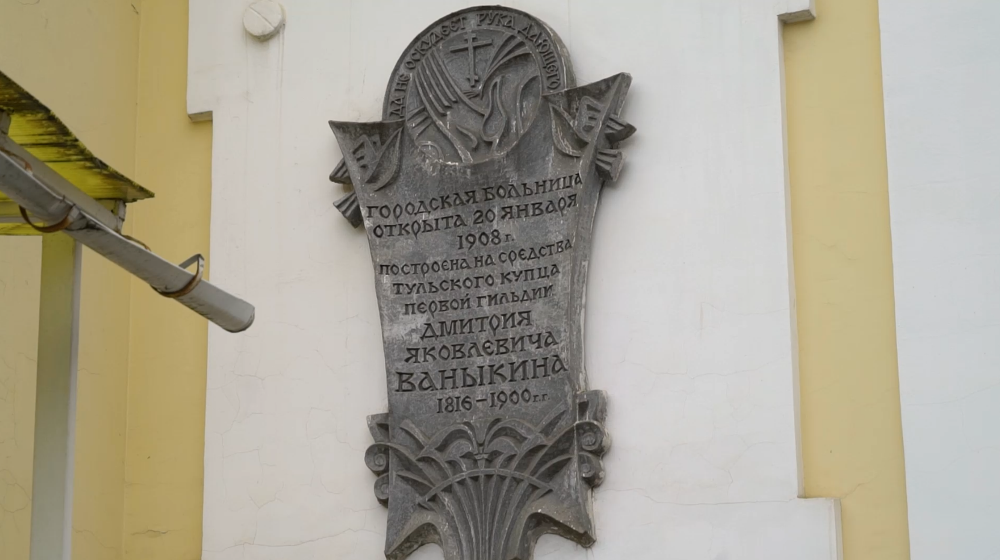 ДА НЕ ОСКУДЕЕТ РУКА ДАЮЩЕГО
ГОРОДСКАЯ БОЛЬНИЦА
ОТКРЫТА 20 ЯНВАРЯ
1908 г.
ПОСТРОЕНА НА СРЕДСТВА
ТУЛЬСКОГО КУПЦА
ПЕРВОЙ ГИЛЬДИИ
ДМИТРИЯ
ЯКОВЛЕВИЧА
ВАНЫКИНА
1816-1900 г.г